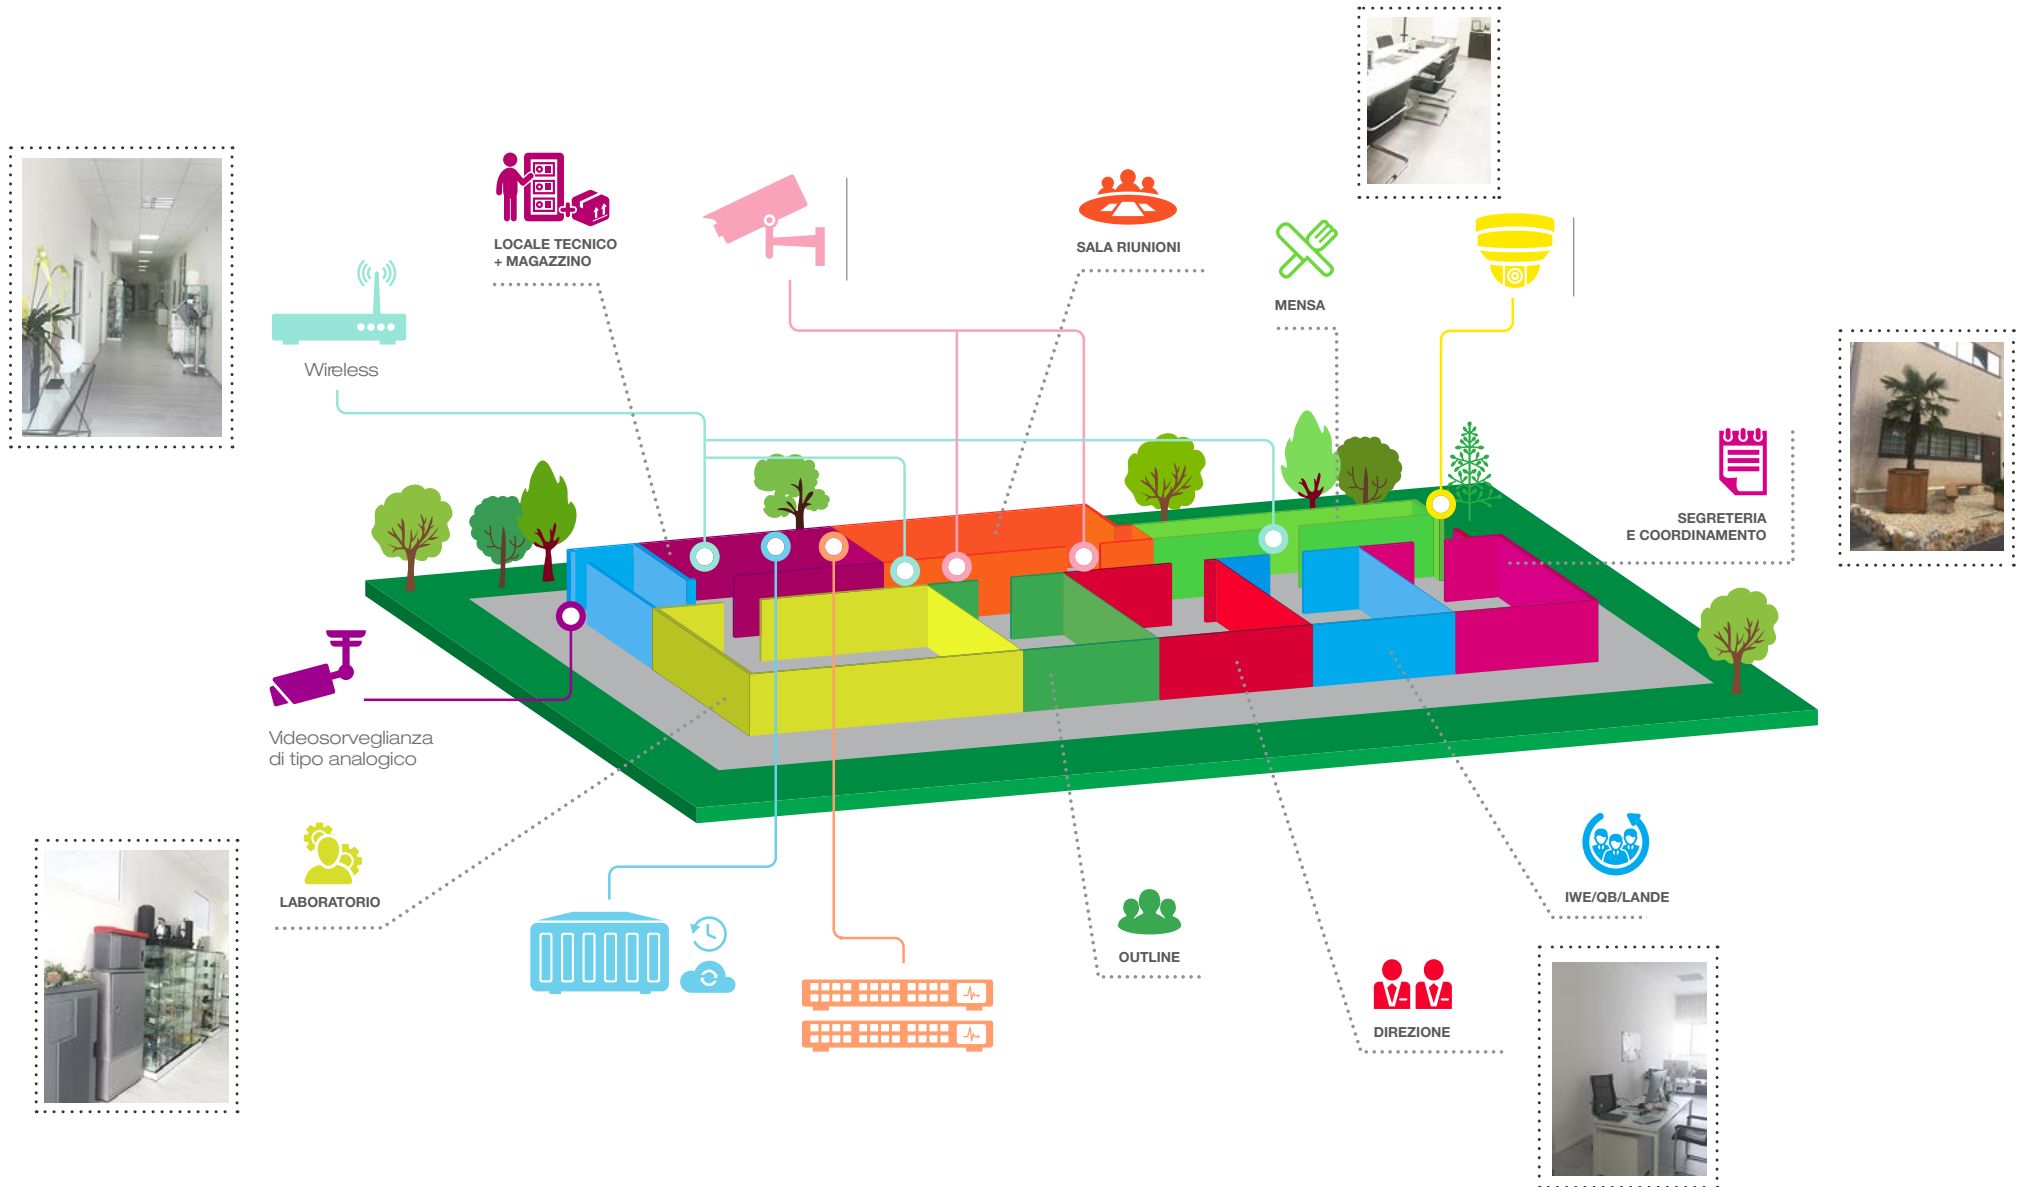 LOCALE TECNICO
+ MAGAZZINO
SALA RIUNIONI
MENSA
Wireless
SEGRETERIA
E COORDINAMENTO
Videosorveglianza
di tipo analogico
LABORATORIO
IWE/QB/LANDE
OUTLINE
DIREZIONE